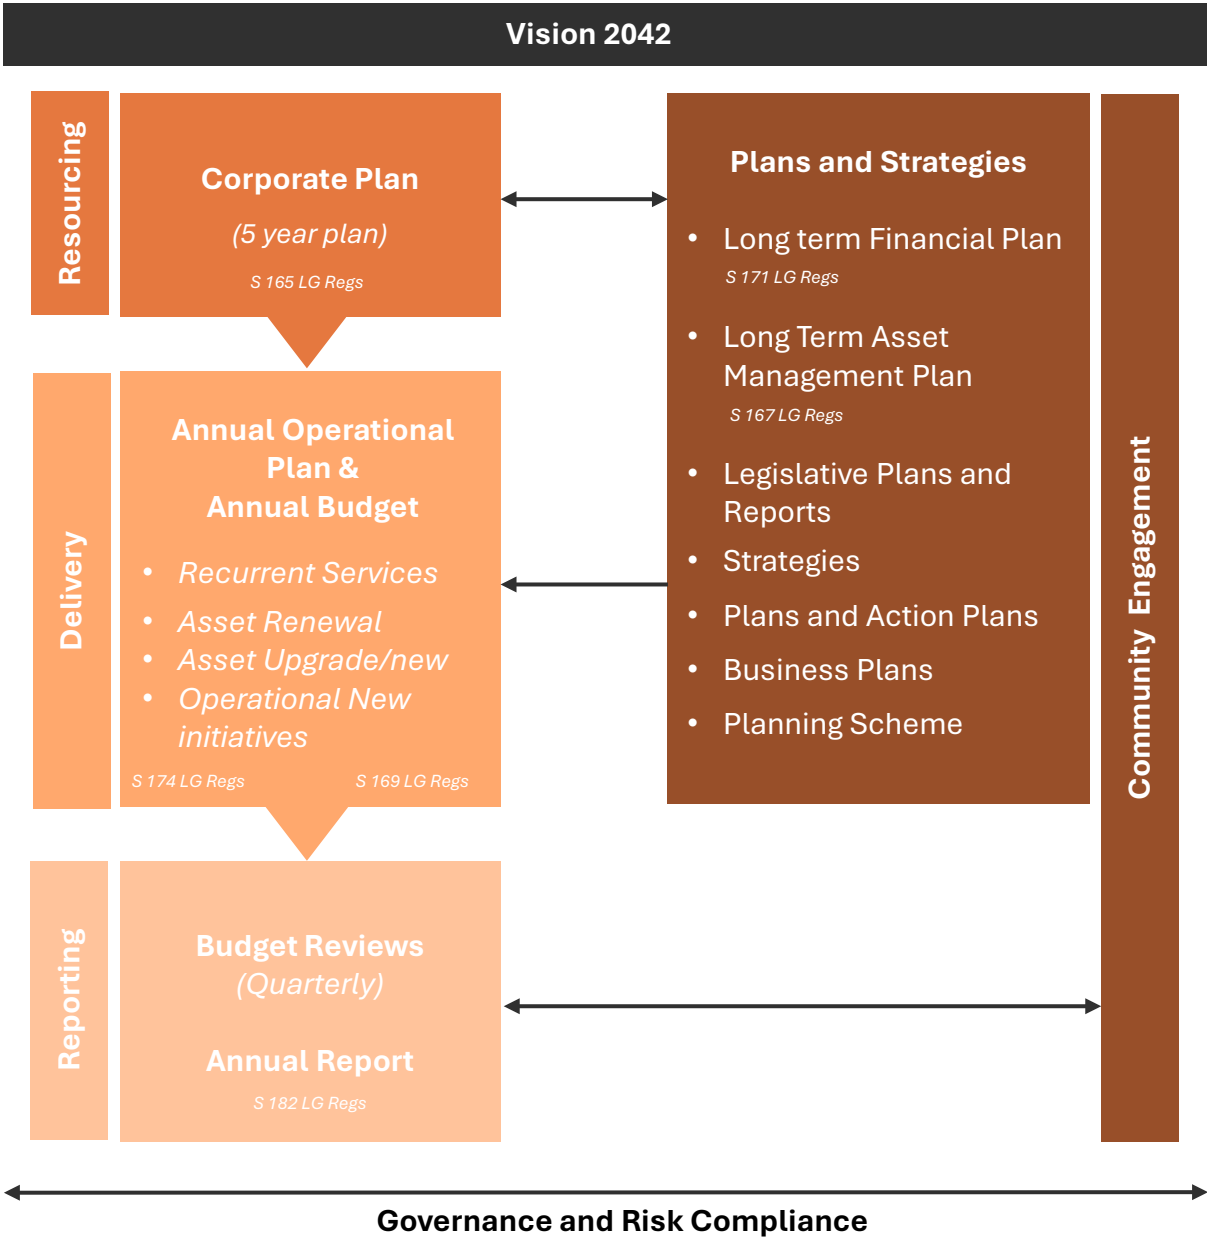 Vision 2042
Resourcing
Corporate Plan
(5 year plan)
S 165 LG Regs
Delivery
Annual Operational
Plan &
Annual Budget
• Recurrent Services
• Asset Renewal
• Asset Upgrade/new
• Operational New
initiatives
S 174 LG Regs
S 169 LG Regs
Reporting
Budget Reviews
(Quarterly)
Annual Report
S 182 LG Regs
Plans and Strategies
• Long term Financial Plan
S 171 LG Regs
• Long Term Asset
Management Plan
S 167 LG Regs
• Legislative Plans and
Reports
• Strategies
• Plans and Action Plans
• Business Plans
• Planning Scheme
Community Engagement
Governance and Risk Compliance